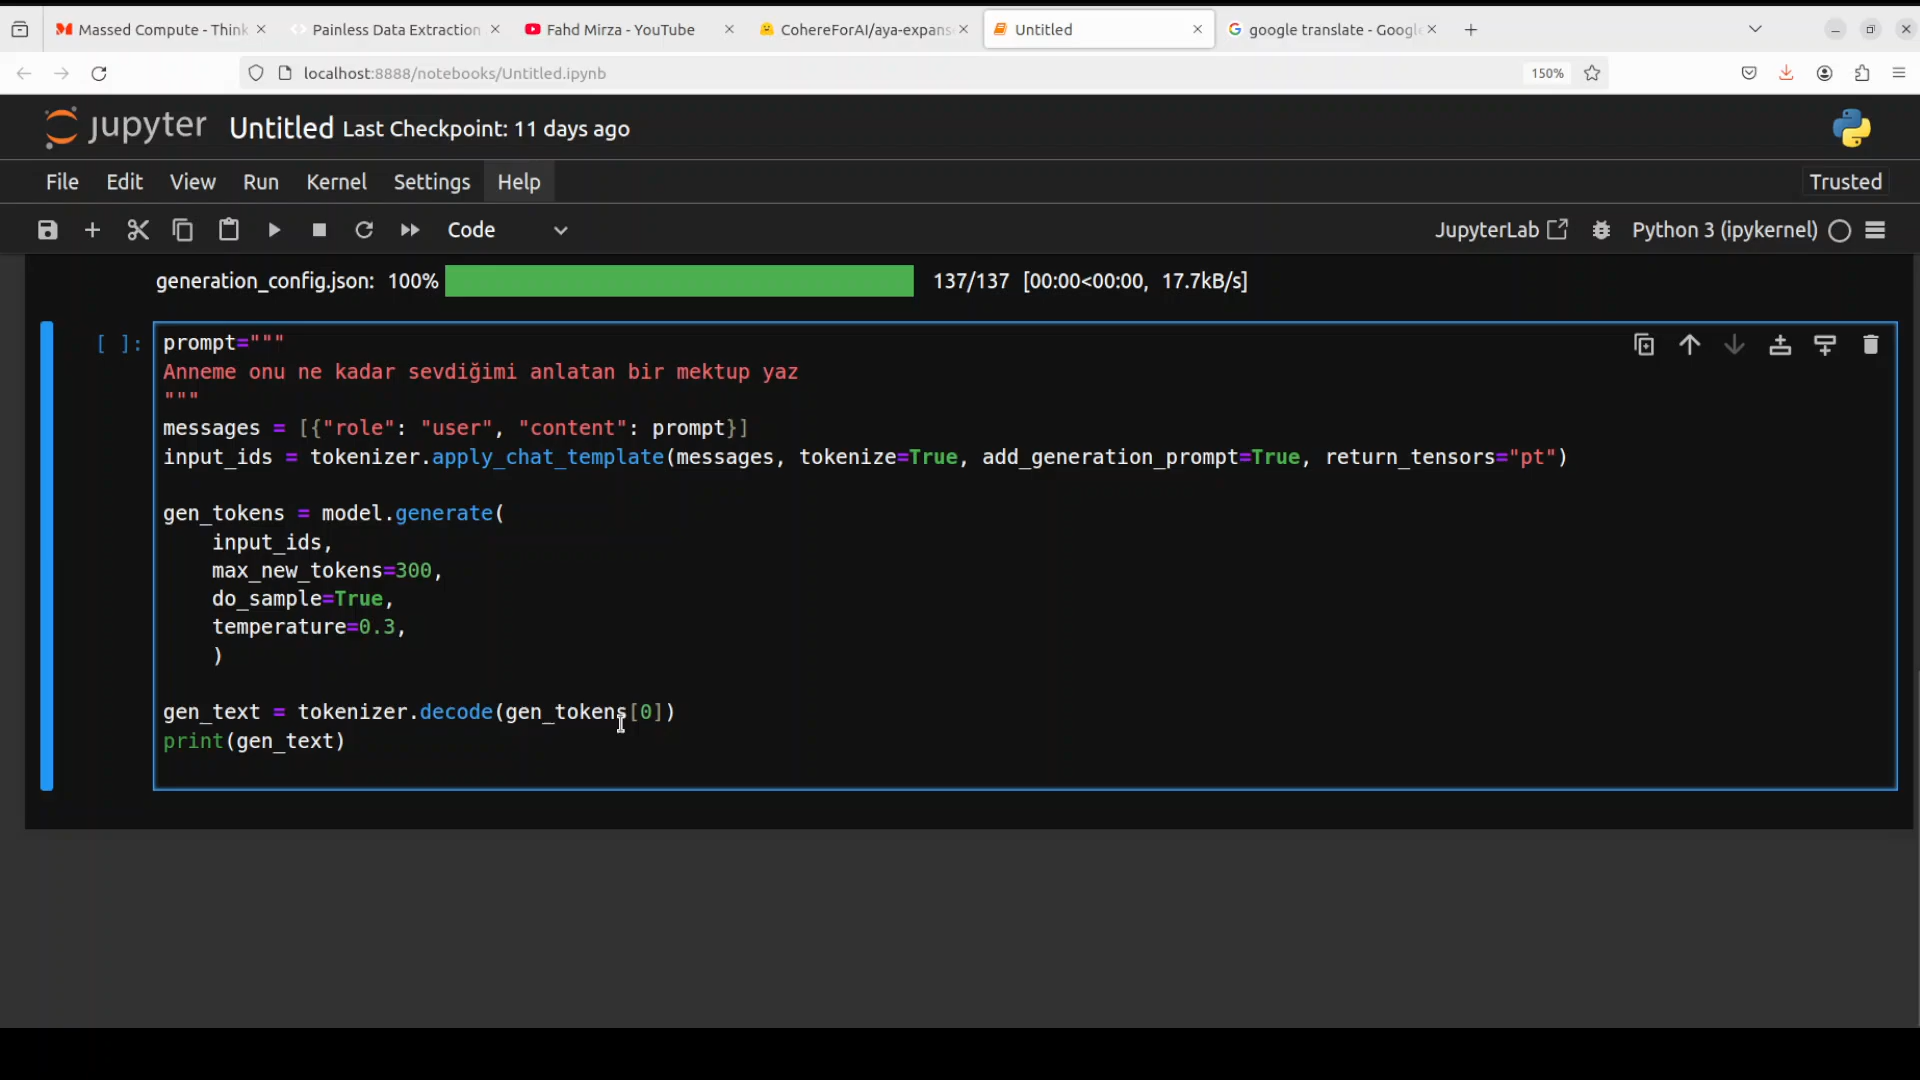 Massed Compute - Think
Painless Data Extraction
Fahd Mirza - YouTube
CohereForAI/aya-expans
Untitled
google translate - Google
localhost:8888/notebooks/Untitled.ipynb
150%
jupyter
Untitled Last Checkpoint: 11 days ago
File Edit View Run Kernel Settings Help
Trusted
Code
JupyterLab
Python 3 (ipykernel)
generation_config.json: 100% 137/137 [00:00<00:00, 17.7kB/s]
[ ]:
prompt="""
Anneme onu ne kadar sevdiğimi anlatan bir mektup yaz
"""
messages = [{"role": "user", "content": prompt}]
input_ids = tokenizer.apply_chat_template(messages, tokenize=True, add_generation_prompt=True, return_tensors="pt")
gen_tokens = model.generate(
    input_ids,
    max_new_tokens=300,
    do_sample=True,
    temperature=0.3,
    )
gen_text = tokenizer.decode(gen_tokens[0])
print(gen_text)